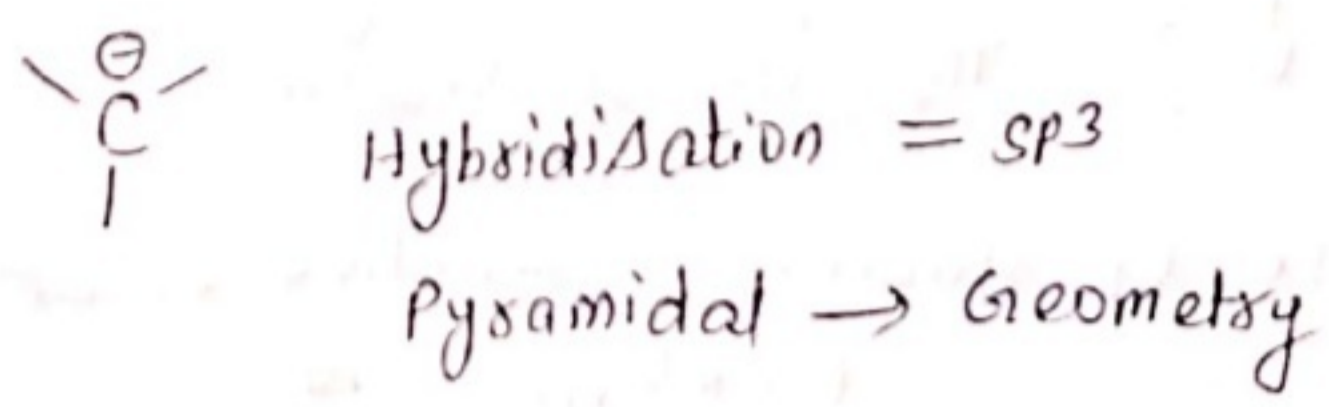 ⊖
C
Hybridisation = SP3
Pyramidal → Geometry